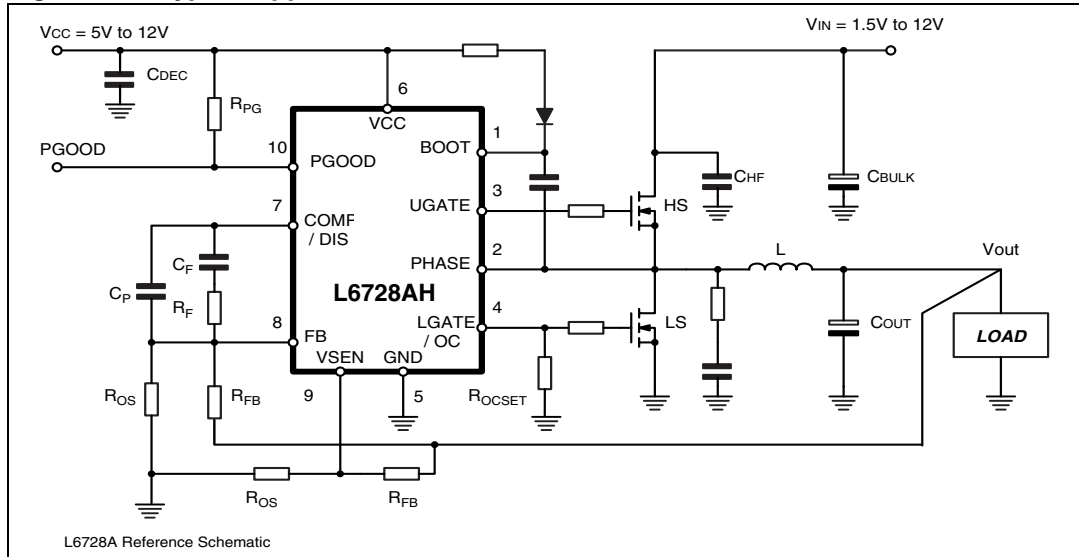 Vcc = 5V to 12V
VIN = 1.5V to 12V
CDEC
6
RPG
VCC
1
BOOT
PGOOD
10
PGOOD
CHF
CBULK
3
HS
7
UGATE
COMP
/ DIS
2
L
Vout
PHASE
CF
CP
L6728AH
4
RF
LGATE
/ OC
LS
8
COUT
LOAD
FB
VSEN
GND
ROS
RFB
9
5
ROCSET
ROS
RFB
L6728A Reference Schematic